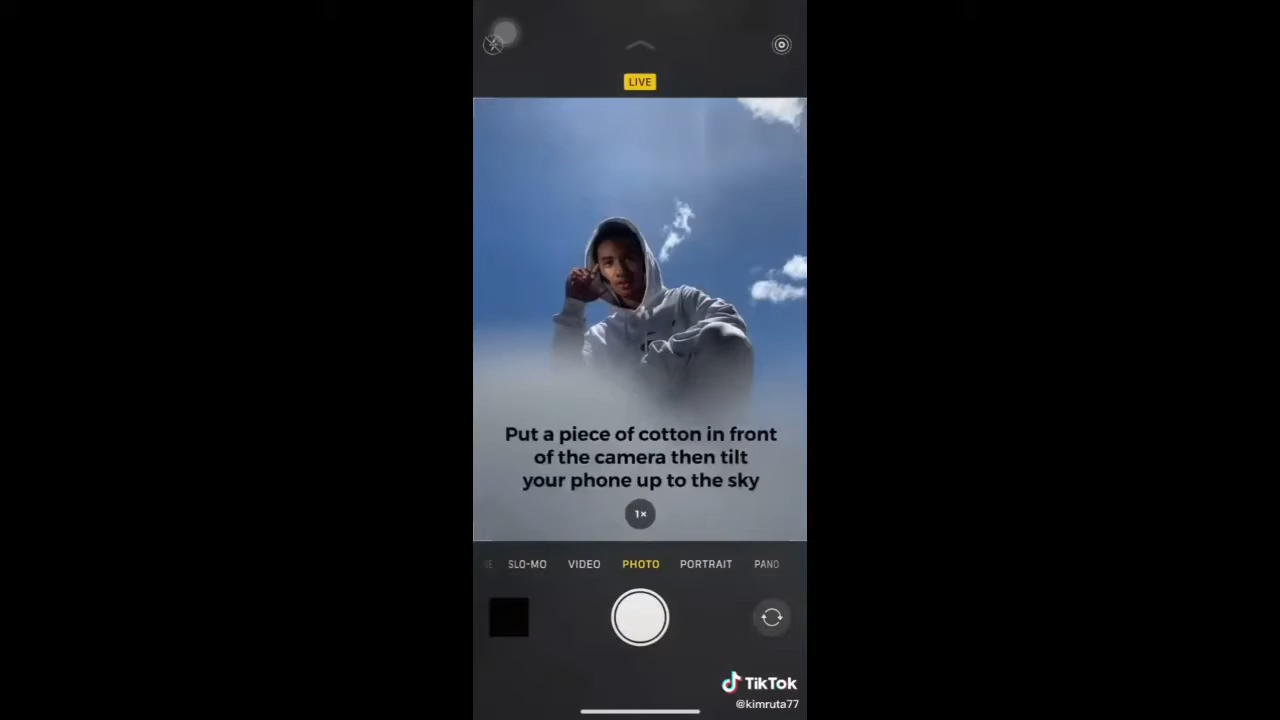 LIVE
Put a piece of cotton in front
of the camera then tilt
your phone up to the sky
1×
SLO-MO VIDEO PHOTO PORTRAIT PANO
TikTok
@kimruta77